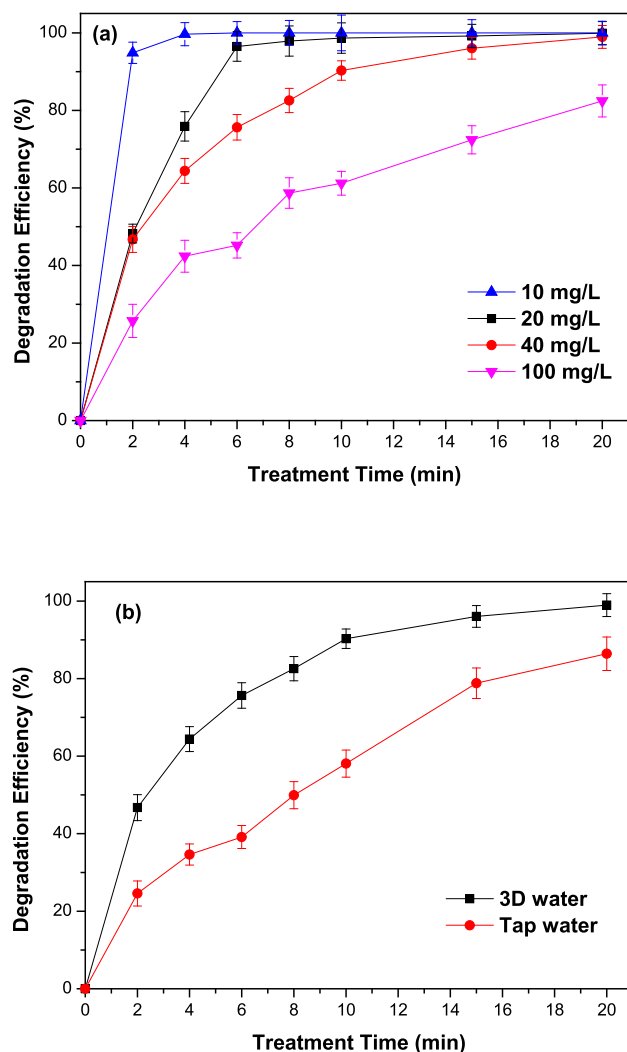 (a)
100
80
60
40
20
0
Degradation Efficiency (%)
10 mg/L
20 mg/L
40 mg/L
100 mg/L
0 2 4 6 8 10 12 14 16 18 20
Treatment Time (min)
(b)
100
80
60
40
20
0
Degradation Efficiency (%)
3D water
Tap water
0 2 4 6 8 10 12 14 16 18 20
Treatment Time (min)